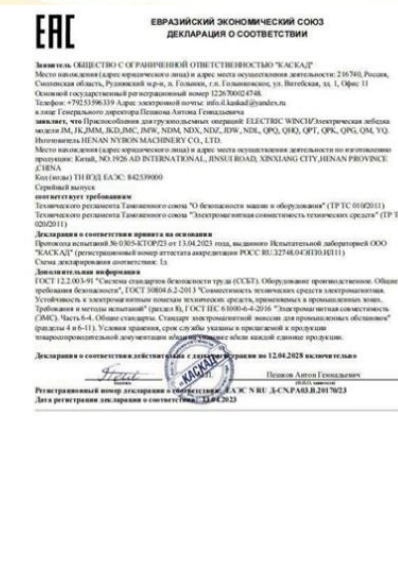 ЕАС
ЕВРАЗИЙСКИЙ ЭКОНОМИЧЕСКИЙ СОЮЗ
ДЕКЛАРАЦИЯ О СООТВЕТСТВИИ
Заявитель ОБЩЕСТВО С ОГРАНИЧЕННОЙ ОТВЕТСТВЕННОСТЬЮ "КАСКАД"
Место нахождения (адрес юридического лица) и адрес места осуществления деятельности: 216740, Россия,
Смоленская область, Руднянский м-н, п. Голынки, г.п. Голынковское, ул. Витебская, зд. 1, Офис 11
Основной государственный регистрационный номер 1226700024748.
Телефон: +79253596339 Адрес электронной почты: info.il.kaskad@yandex.ru
в лице Генерального директора Пешакова Антона Геннадьевича
заявляет, что Приспособления для грузоподъемных операций: ELECTRIC WINCH/Электрическая лебедка
модели JM, JK, JMM, JKD, JMC, JMW, NDM, NDX, NDZ, IDW, NDL, QPQ, QHQ, QPT, QPK, QPG, QM, YQ.
Изготовитель HENAN NYBON MACHINERY CO., LTD.
Место нахождения (адрес юридического лица) и адрес места осуществления деятельности по изготовлению
продукции: Китай, NO.1926 AD INTERNATIONAL, JINSUI ROAD, XINXIANG CITY,HENAN PROVINCE
,CHINA
Код (коды) ТН ВЭД ЕАЭС: 842539000
Серийный выпуск
соответствует требованиям
Технического регламента Таможенного союза "О безопасности машин и оборудования" (ТР ТС 010/2011)
Технического регламента Таможенного союза "Электромагнитная совместимость технических средств" (ТР ТС
020/2011)
Декларация о соответствии принята на основании
Протокола испытаний № 0305-КТОР/23 от 13.04.2023 года, выданного Испытательной лабораторией ООО
"КАСКАД" (регистрационный номер аттестата аккредитации РОСС RU.32748.04ЭП10.ИЛ11)
Схема декларирования соответствия: 1д
Дополнительная информация
ГОСТ 12.2.003-91 "Система стандартов безопасности труда (ССБТ). Оборудование производственное. Общие
требования безопасности", ГОСТ 30804.6.2-2013 "Совместимость технических средств электромагнитная.
Устойчивость к электромагнитным помехам технических средств, применяемых в промышленных зонах.
Требования и методы испытаний" (раздел 8), ГОСТ IEC 61000-6-4-2016 "Электромагнитная совместимость
(ЭМС). Часть 6-4. Общие стандарты. Стандарт электромагнитной эмиссии для промышленных обстановок"
(разделы 4 и 6-11). Условия хранения, срок службы указаны в прилагаемой к продукции
товаросопроводительной документации и/или на упаковке и/или каждой единице продукции.
Декларация о соответствии действительна с даты регистрации по 12.04.2028 включительно
Пешаков Антон Геннадьевич
КАСКАД
Регистрационный номер декларации о соответствии: ЕАЭС N RU Д-CN.РА03.В.20170/23
Дата регистрации декларации о соответствии: 13.04.2023